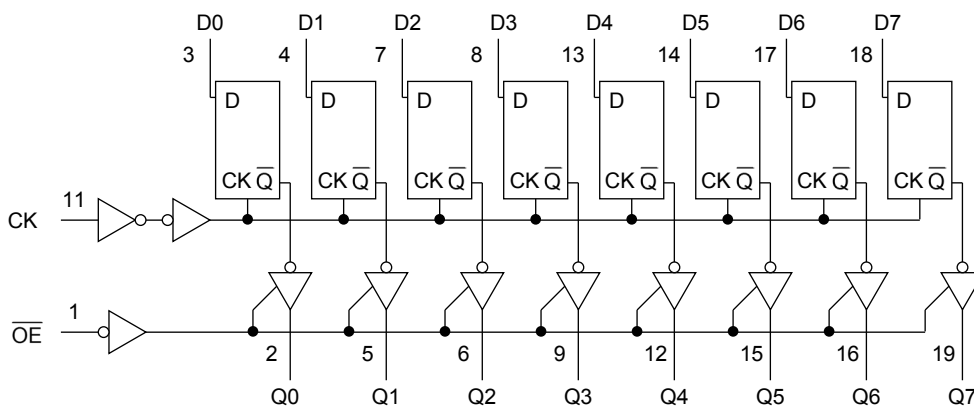 D0 D1 D2 D3 D4 D5 D6 D7
3 4 7 8 13 14 17 18
D D D D D D D D
CK Q̅ CK Q̅ CK Q̅ CK Q̅ CK Q̅ CK Q̅ CK Q̅ CK Q̅
11
CK
1
O̅E̅
2 5 6 9 12 15 16 19
Q0 Q1 Q2 Q3 Q4 Q5 Q6 Q7